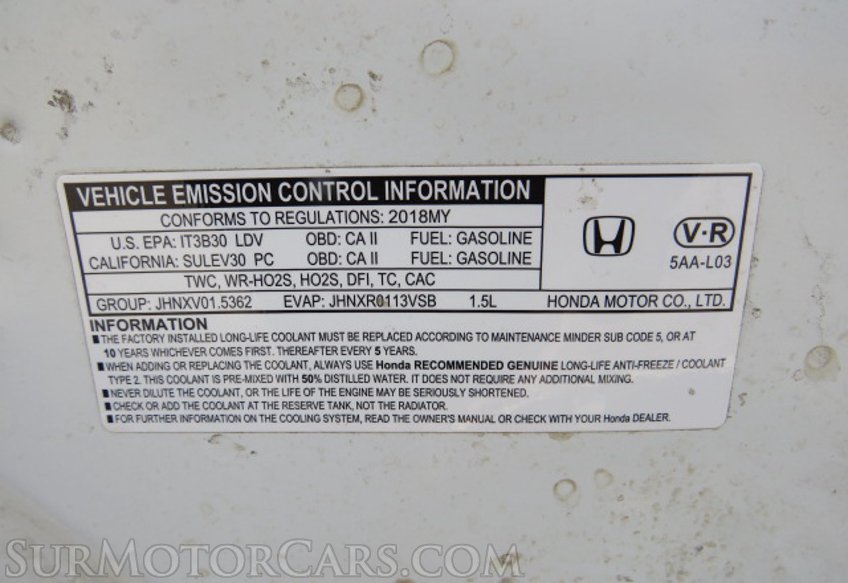 VEHICLE EMISSION CONTROL INFORMATION
CONFORMS TO REGULATIONS: 2018MY
U.S. EPA: IT3B30 LDV OBD: CA II FUEL: GASOLINE
CALIFORNIA: SULEV30 PC OBD: CA II FUEL: GASOLINE
TWC, WR-HO2S, HO2S, DFI, TC, CAC
V·R
5AA-L03
GROUP: JHNXV01.5362 EVAP: JHNXR0113VSB 1.5L HONDA MOTOR CO., LTD.
INFORMATION
■THE FACTORY INSTALLED LONG-LIFE COOLANT MUST BE REPLACED ACCORDING TO MAINTENANCE MINDER SUB CODE 5, OR AT
10 YEARS WHICHEVER COMES FIRST. THEREAFTER EVERY 5 YEARS.
■WHEN ADDING OR REPLACING THE COOLANT, ALWAYS USE Honda RECOMMENDED GENUINE LONG-LIFE ANTI-FREEZE / COOLANT
TYPE 2. THIS COOLANT IS PRE-MIXED WITH 50% DISTILLED WATER. IT DOES NOT REQUIRE ANY ADDITIONAL MIXING.
■NEVER DILUTE THE COOLANT, OR THE LIFE OF THE ENGINE MAY BE SERIOUSLY SHORTENED.
■CHECK OR ADD THE COOLANT AT THE RESERVE TANK, NOT THE RADIATOR.
■FOR FURTHER INFORMATION ON THE COOLING SYSTEM, READ THE OWNER'S MANUAL OR CHECK WITH YOUR Honda DEALER.
SurMotorCars.com